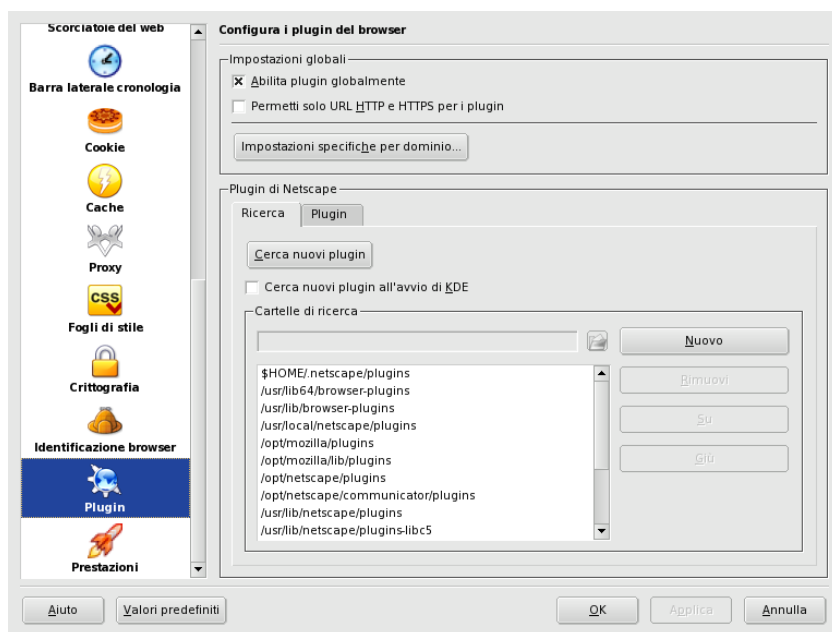 Scorciatoie del web
Barra laterale cronologia
Cookie
Cache
Proxy
CSS
Fogli di stile
Crittografia
Identificazione browser
Plugin
Prestazioni
Configura i plugin del browser
Impostazioni globali
Abilita plugin globalmente
Permetti solo URL HTTP e HTTPS per i plugin
Impostazioni specifiche per dominio...
Plugin di Netscape
Ricerca
Plugin
Cerca nuovi plugin
Cerca nuovi plugin all'avvio di KDE
Cartelle di ricerca
Nuovo
$HOME/.netscape/plugins
/usr/lib64/browser-plugins
/usr/lib/browser-plugins
/usr/local/netscape/plugins
/opt/mozilla/plugins
/opt/mozilla/lib/plugins
/opt/netscape/plugins
/opt/netscape/communicator/plugins
/usr/lib/netscape/plugins
/usr/lib/netscape/plugins-libc5
Rimuovi
Su
Giù
Aiuto
Valori predefiniti
OK
Applica
Annulla